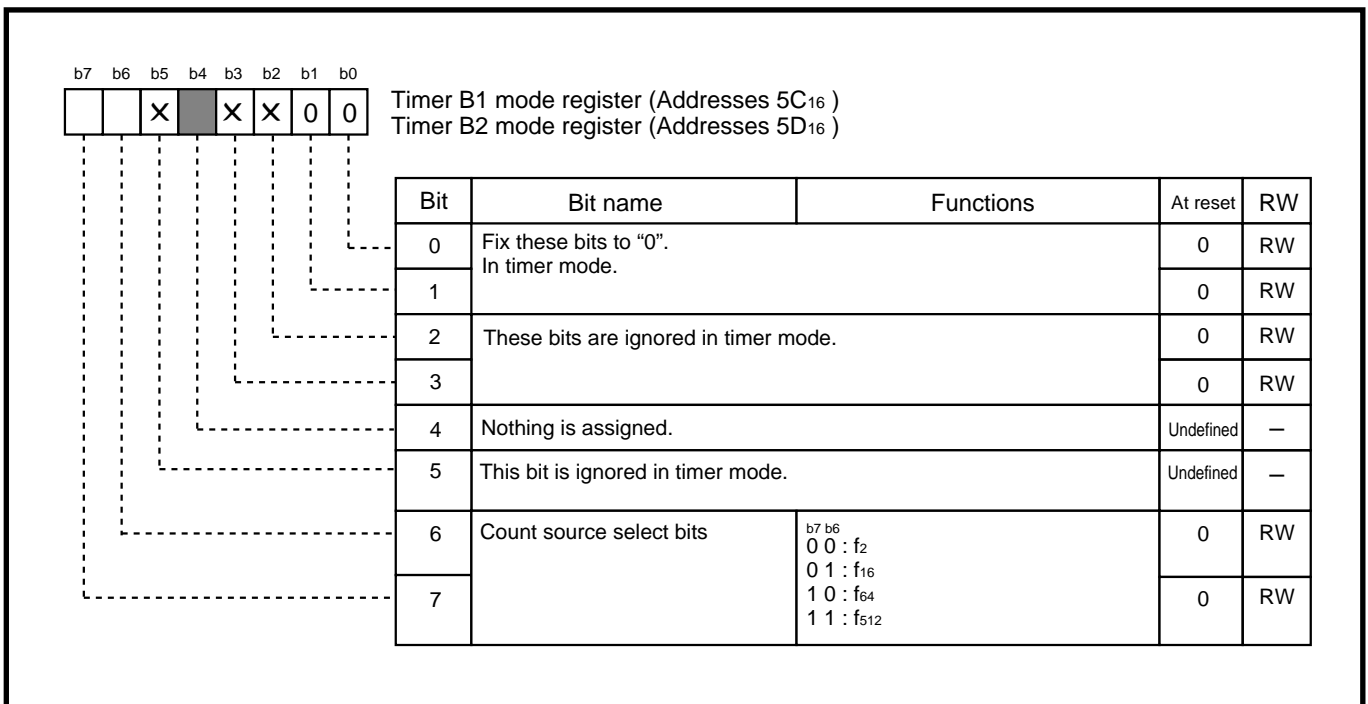 b7 b6 b5 b4 b3 b2 b1 b0
X X X 0 0
Timer B1 mode register (Addresses 5C16 )
Timer B2 mode register (Addresses 5D16 )
Bit Bit name Functions At reset RW
0 Fix these bits to “0”. 0 RW
In timer mode.
1 0 RW
2 These bits are ignored in timer mode. 0 RW
3 0 RW
4 Nothing is assigned. Undefined –
5 This bit is ignored in timer mode. Undefined –
6 Count source select bits b7 b6 0 RW
0 0 : f2
0 1 : f16
7 1 0 : f64 0 RW
1 1 : f512